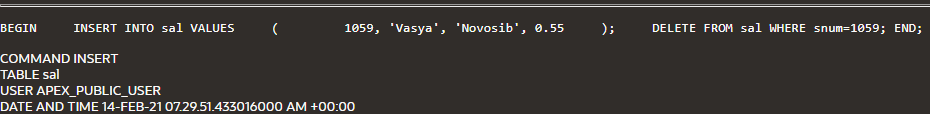 BEGIN INSERT INTO sal VALUES ( 1059, 'Vasya', 'Novosib', 0.55 ); DELETE FROM sal WHERE snum=1059; END;
COMMAND INSERT
TABLE sal
USER APEX_PUBLIC_USER
DATE AND TIME 14-FEB-21 07.29.51.433016000 AM +00:00